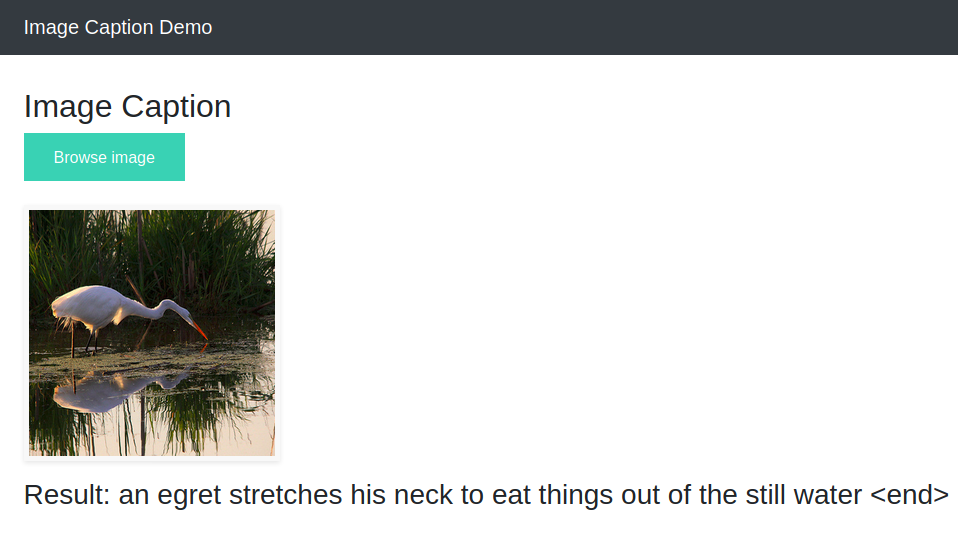 Image Caption Demo
Image Caption
Browse image
Result: an egret stretches his neck to eat things out of the still water <end>